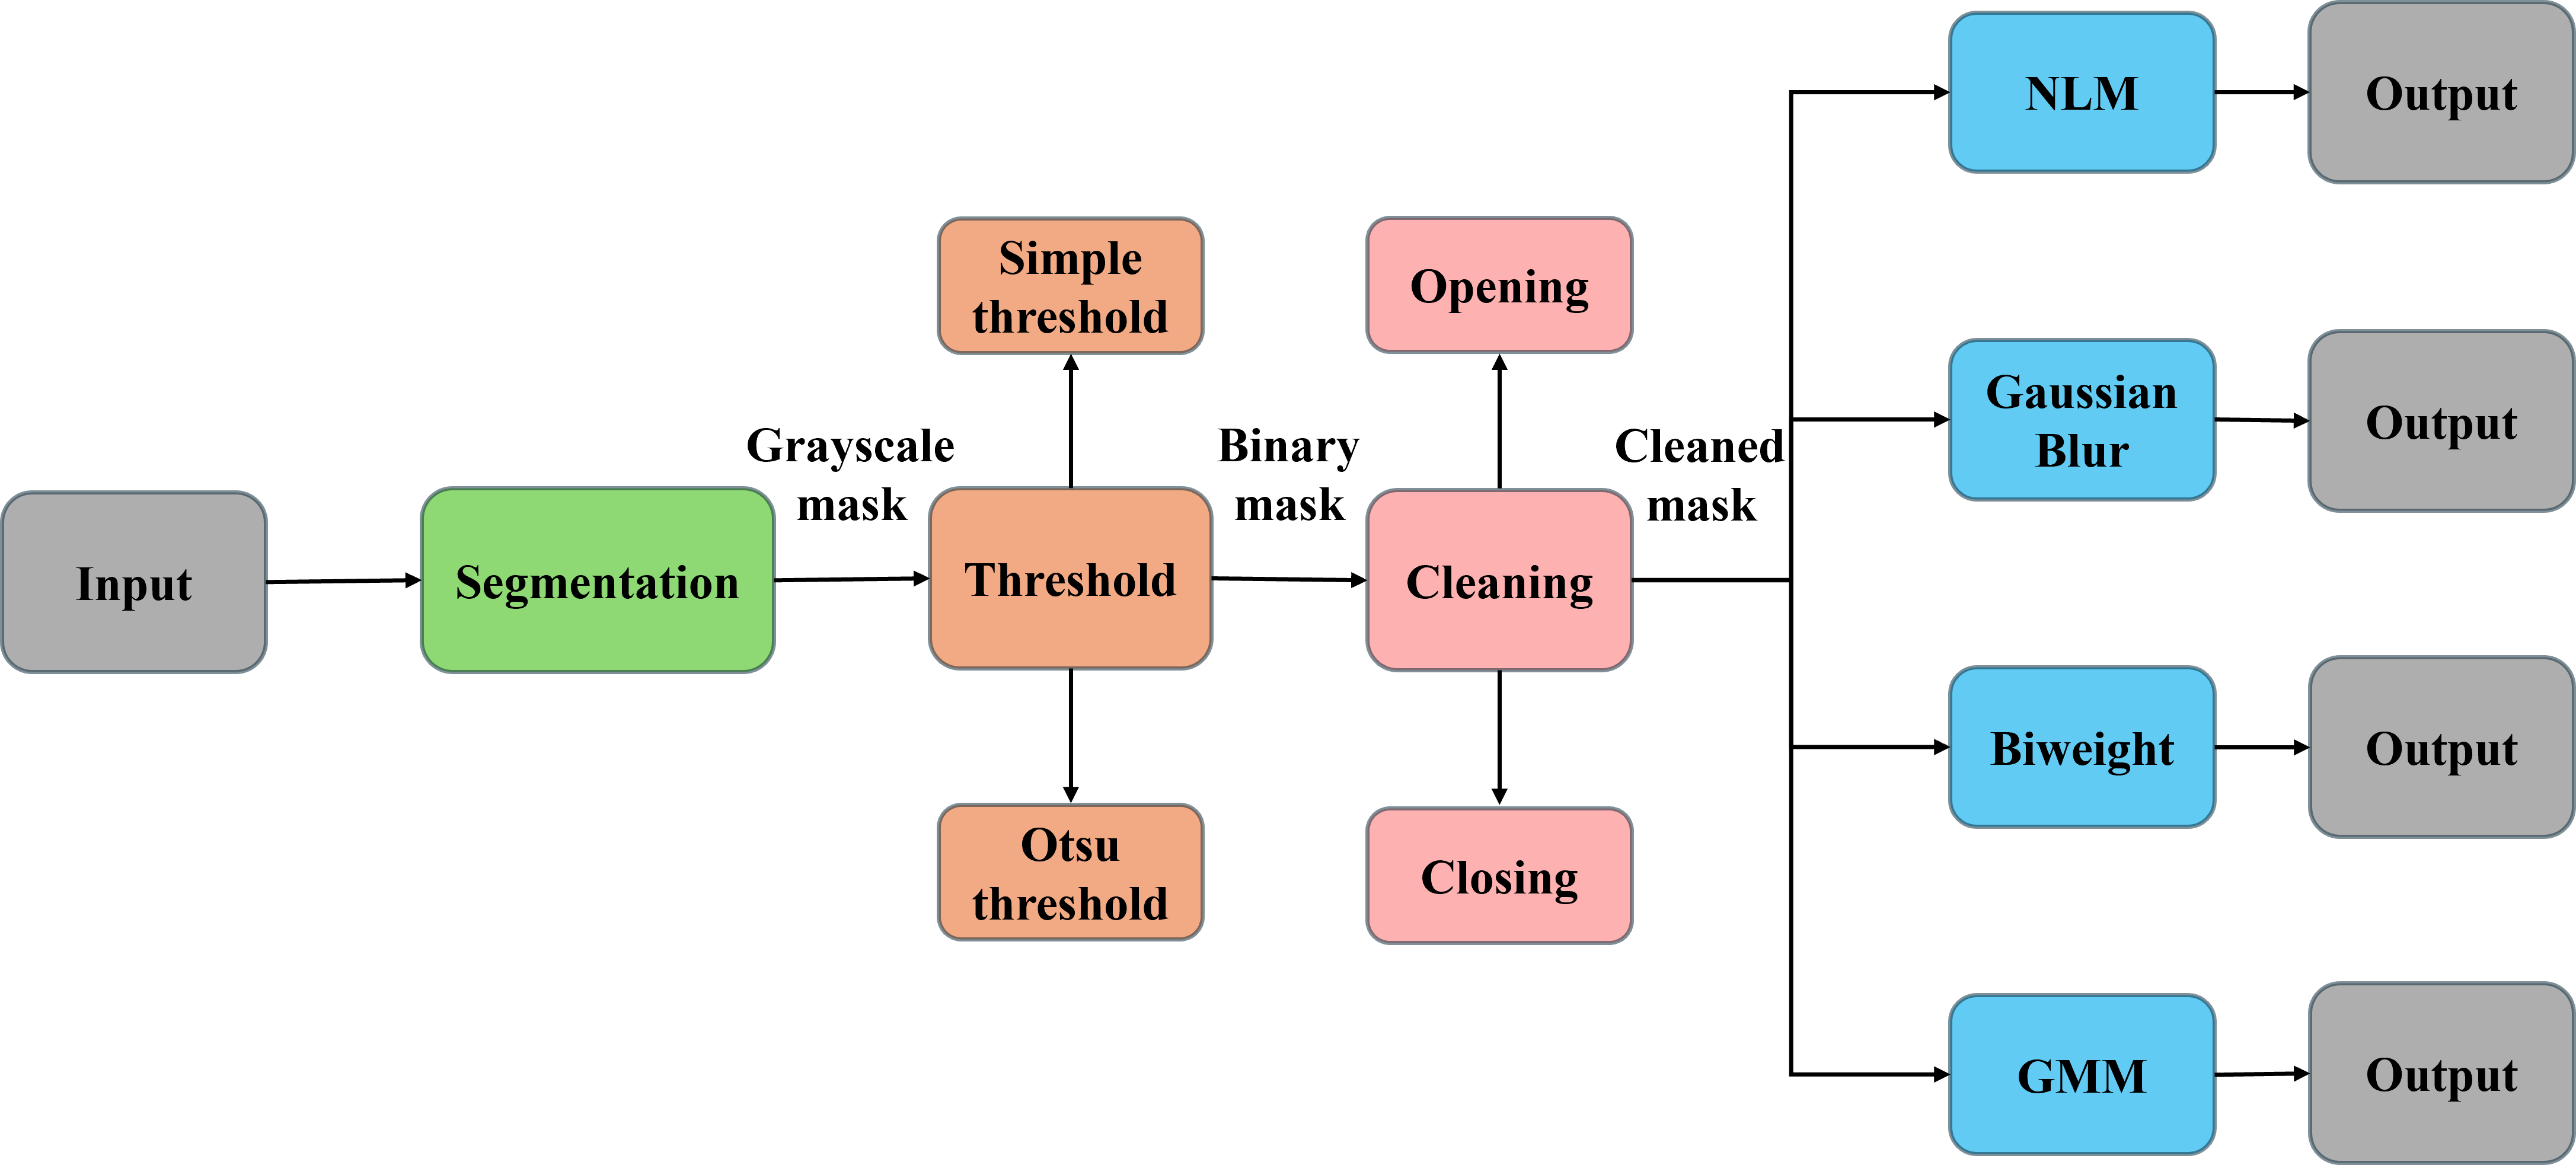 Input
Segmentation
Grayscale
mask
Simple
threshold
Threshold
Otsu
threshold
Binary
mask
Opening
Cleaning
Closing
Cleaned
mask
NLM
Output
Gaussian
Blur
Output
Biweight
Output
GMM
Output